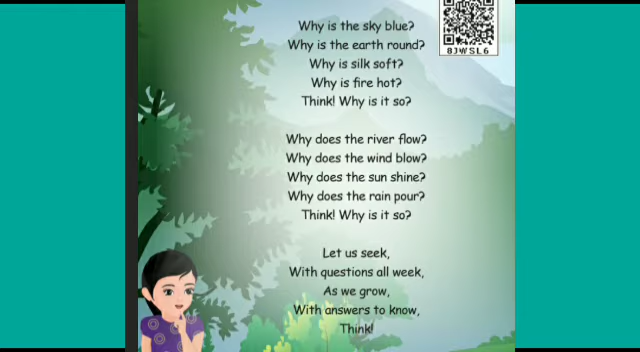 8JWSL6
Why is the sky blue?
Why is the earth round?
Why is silk soft?
Why is fire hot?
Think! Why is it so?
Why does the river flow?
Why does the wind blow?
Why does the sun shine?
Why does the rain pour?
Think! Why is it so?
Let us seek,
With questions all week,
As we grow,
With answers to know,
Think!